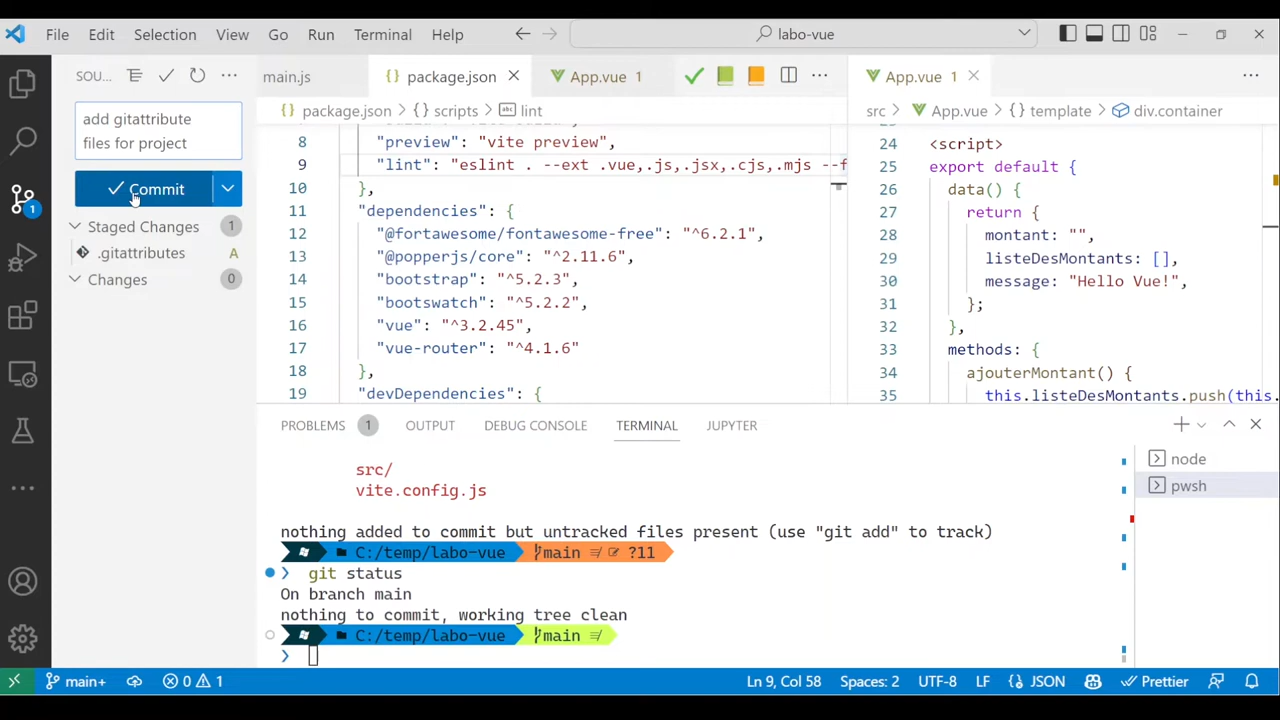 File Edit Selection View Go Run Terminal Help
labo-vue
SOU...
main.js
package.json
App.vue 1
App.vue 1
package.json > scripts > lint
src > App.vue > template > div.container
add gitattribute
files for project
Commit
Staged Changes 1
.gitattributes A
Changes 0
1
8 "preview": "vite preview",
9 "lint": "eslint . --ext .vue,.js,.jsx,.cjs,.mjs --f
10 },
11 "dependencies": {
12 "@fortawesome/fontawesome-free": "^6.2.1",
13 "@popperjs/core": "^2.11.6",
14 "bootstrap": "^5.2.3",
15 "bootswatch": "^5.2.2",
16 "vue": "^3.2.45",
17 "vue-router": "^4.1.6"
18 },
19 "devDependencies": {
24 <script>
25 export default {
26 data() {
27 return {
28 montant: "",
29 listeDesMontants: [],
30 message: "Hello Vue!",
31 };
32 },
33 methods: {
34 ajouterMontant() {
35 this.listeDesMontants.push(this.
PROBLEMS 1 OUTPUT DEBUG CONSOLE TERMINAL JUPYTER
node
pwsh
src/
vite.config.js
nothing added to commit but untracked files present (use "git add" to track)
C:/temp/labo-vue main ?11
git status
On branch main
nothing to commit, working tree clean
C:/temp/labo-vue main
main+ 0 1 Ln 9, Col 58 Spaces: 2 UTF-8 LF JSON Prettier